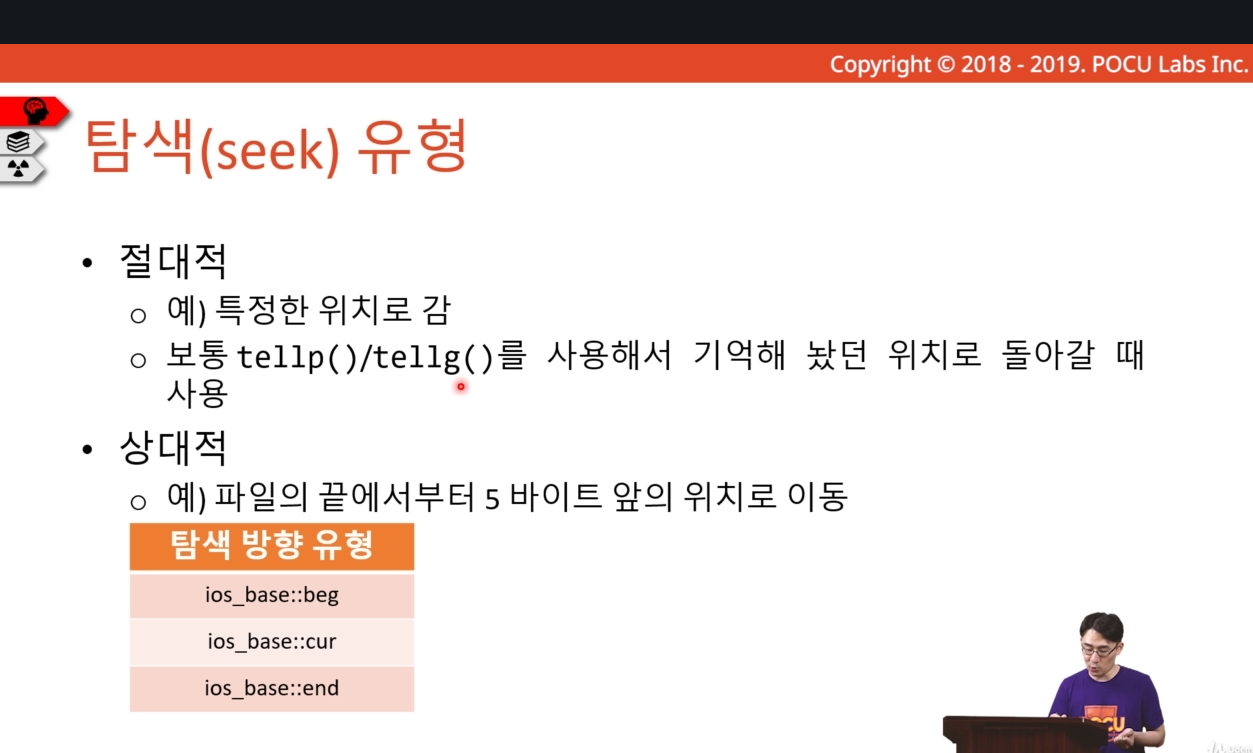 Copyright © 2018 - 2019. POCU Labs Inc.
탐색(seek) 유형
• 절대적
o 예) 특정한 위치로 감
o 보통 tellp()/tellg()를 사용해서 기억해 놨던 위치로 돌아갈 때
사용
• 상대적
o 예) 파일의 끝에서부터 5 바이트 앞의 위치로 이동
탐색 방향 유형
ios_base::beg
ios_base::cur
ios_base::end